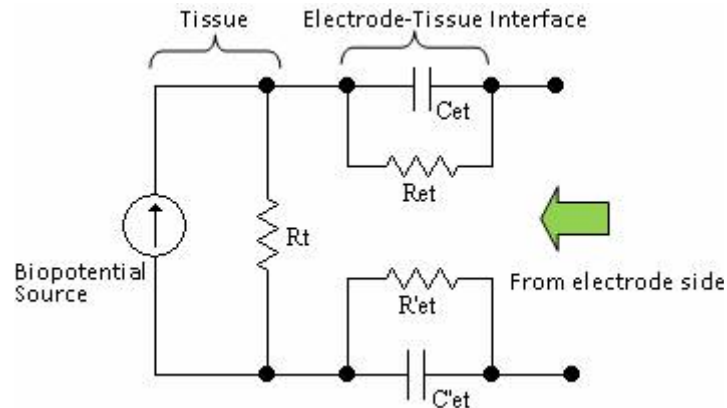 Tissue
Electrode-Tissue Interface
Cet
Ret
Rt
Biopotential
Source
From electrode side
R'et
C"et